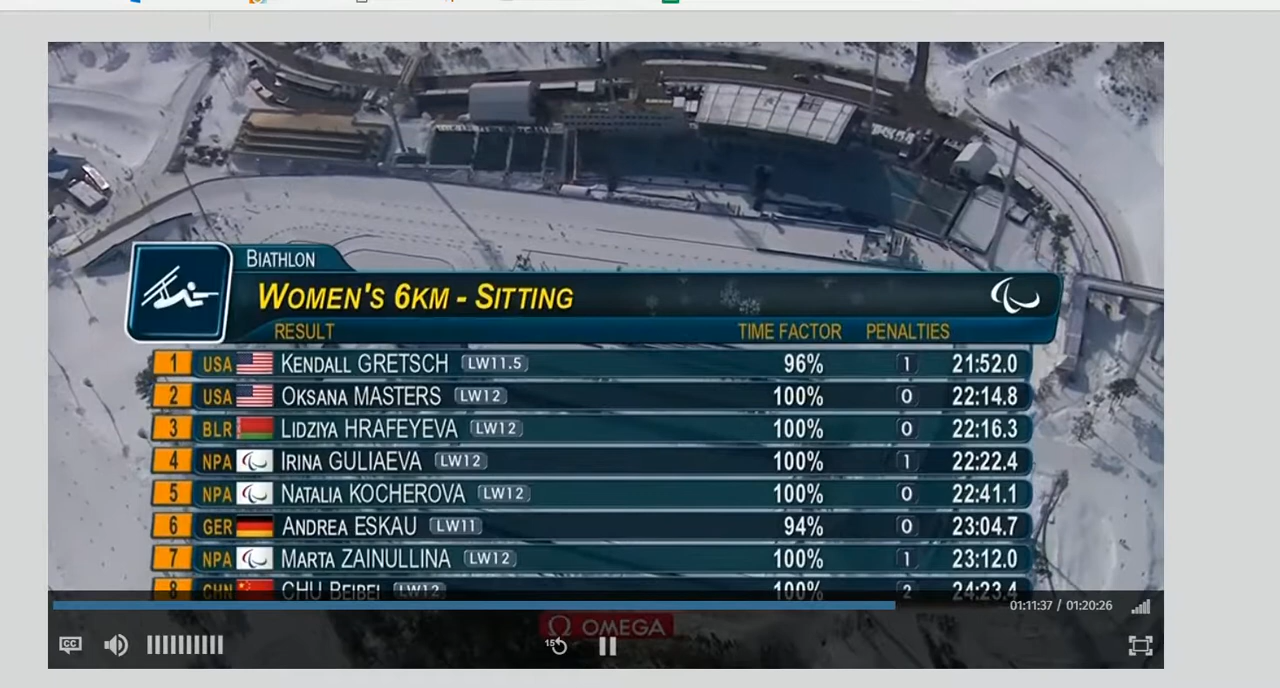 BIATHLON
WOMEN'S 6KM - SITTING
RESULT TIME FACTOR PENALTIES
1 USA KENDALL GRETSCH LW11.5 96% 1 21:52.0
2 USA OKSANA MASTERS LW12 100% 0 22:14.8
3 BLR LIDZIYA HRAFEYEVA LW12 100% 0 22:16.3
4 NPA IRINA GULIAEVA LW12 100% 1 22:22.4
5 NPA NATALIA KOCHEROVA LW12 100% 0 22:41.1
6 GER ANDREA ESKAU LW11 94% 0 23:04.7
7 NPA MARTA ZAINULLINA LW12 100% 1 23:12.0
8 CHN CHU BEIBEI LW12 100% 2 24:23.4
01:11:37 / 01:20:26
Ω OMEGA
CC
15